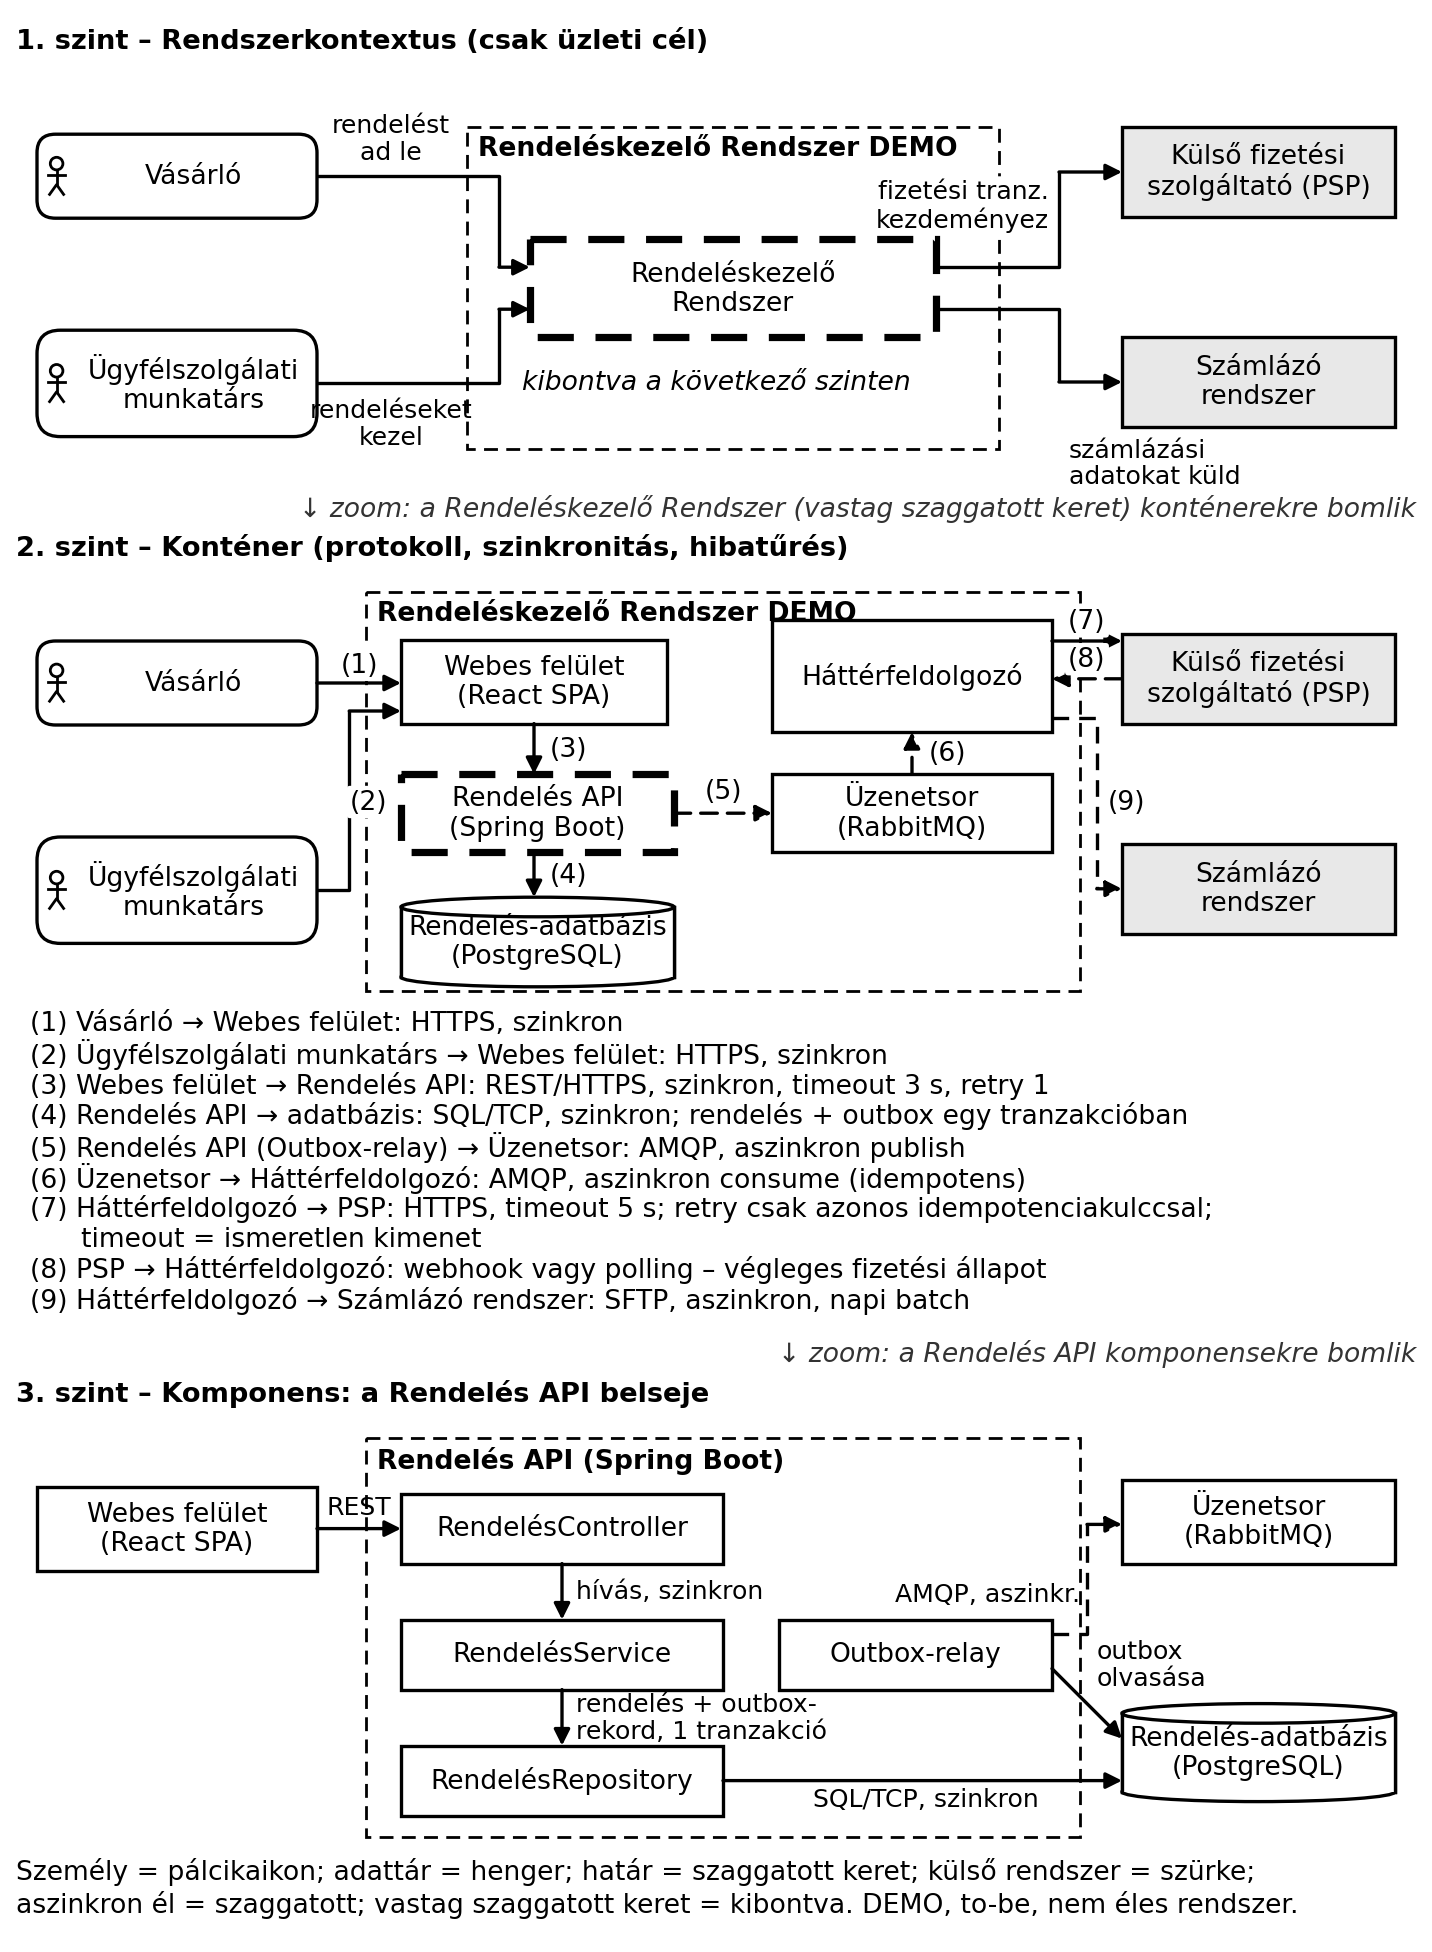 1. szint – Rendszerkontextus (csak üzleti cél)
rendelést
ad le
Rendeléskezelő Rendszer DEMO
Vásárló
Külső fizetési
szolgáltató (PSP)
fizetési tranz.
kezdeményez
Rendeléskezelő
Rendszer
Ügyfélszolgálati
munkatárs
kibontva a következő szinten
Számlázó
rendszer
rendeléseket
kezel
számlázási
adatokat küld
↓ zoom: a Rendeléskezelő Rendszer (vastag szaggatott keret) konténerekre bomlik
2. szint – Konténer (protokoll, szinkronitás, hibatűrés)
Rendeléskezelő Rendszer DEMO
Vásárló
(1)
Webes felület
(React SPA)
Háttérfeldolgozó
(7)
(8)
Külső fizetési
szolgáltató (PSP)
(3)
(6)
(2)
Rendelés API
(Spring Boot)
(5)
Üzenetsor
(RabbitMQ)
(9)
Ügyfélszolgálati
munkatárs
(4)
Számlázó
rendszer
Rendelés-adatbázis
(PostgreSQL)
(1) Vásárló → Webes felület: HTTPS, szinkron
(2) Ügyfélszolgálati munkatárs → Webes felület: HTTPS, szinkron
(3) Webes felület → Rendelés API: REST/HTTPS, szinkron, timeout 3 s, retry 1
(4) Rendelés API → adatbázis: SQL/TCP, szinkron; rendelés + outbox egy tranzakcióban
(5) Rendelés API (Outbox-relay) → Üzenetsor: AMQP, aszinkron publish
(6) Üzenetsor → Háttérfeldolgozó: AMQP, aszinkron consume (idempotens)
(7) Háttérfeldolgozó → PSP: HTTPS, timeout 5 s; retry csak azonos idempotenciakulccsal;
timeout = ismeretlen kimenet
(8) PSP → Háttérfeldolgozó: webhook vagy polling – végleges fizetési állapot
(9) Háttérfeldolgozó → Számlázó rendszer: SFTP, aszinkron, napi batch
↓ zoom: a Rendelés API komponensekre bomlik
3. szint – Komponens: a Rendelés API belseje
Rendelés API (Spring Boot)
Webes felület
(React SPA)
REST
RendelésController
Üzenetsor
(RabbitMQ)
hívás, szinkron
AMQP, aszinkr.
RendelésService
Outbox-relay
outbox
olvasása
rendelés + outbox-
rekord, 1 tranzakció
Rendelés-adatbázis
(PostgreSQL)
RendelésRepository
SQL/TCP, szinkron
Személy = pálcikaikon; adattár = henger; határ = szaggatott keret; külső rendszer = szürke;
aszinkron él = szaggatott; vastag szaggatott keret = kibontva. DEMO, to-be, nem éles rendszer.